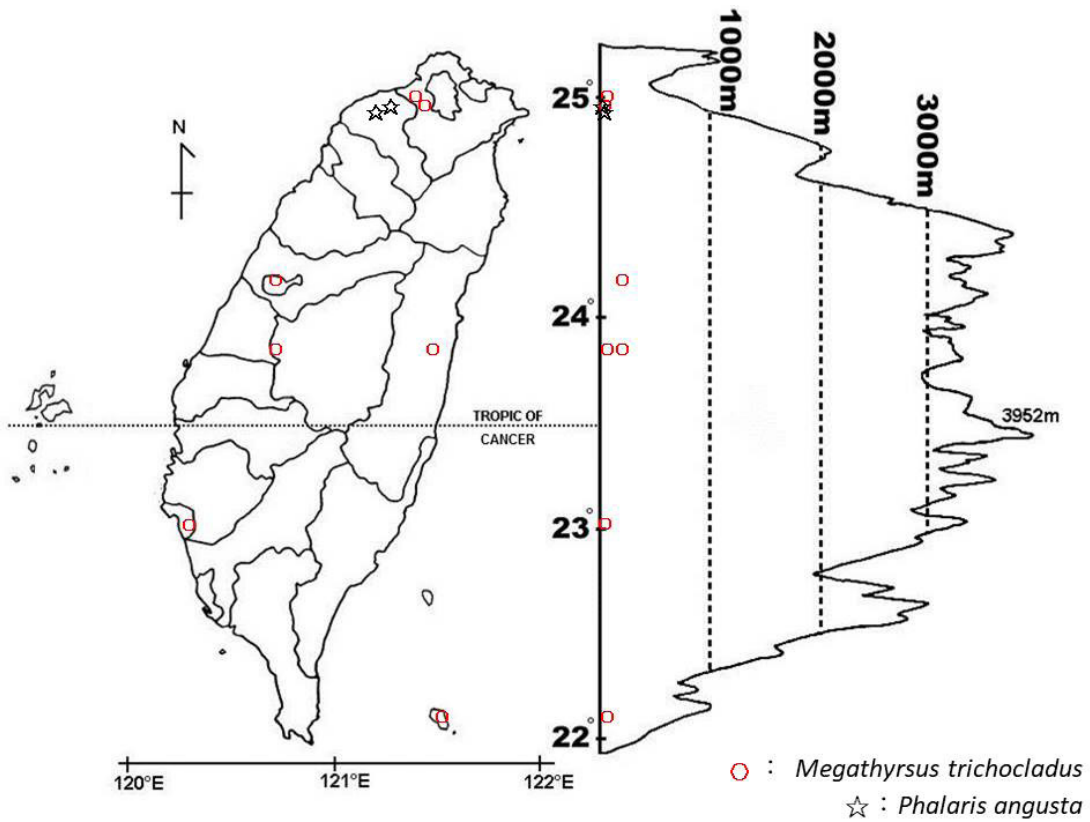 1000m
2000m
3000m
25°
N
24°
3952m
TROPIC OF
CANCER
23°
22°
120°E
121°E
122°E
: Megathyrsus trichocladus
: Phalaris angusta